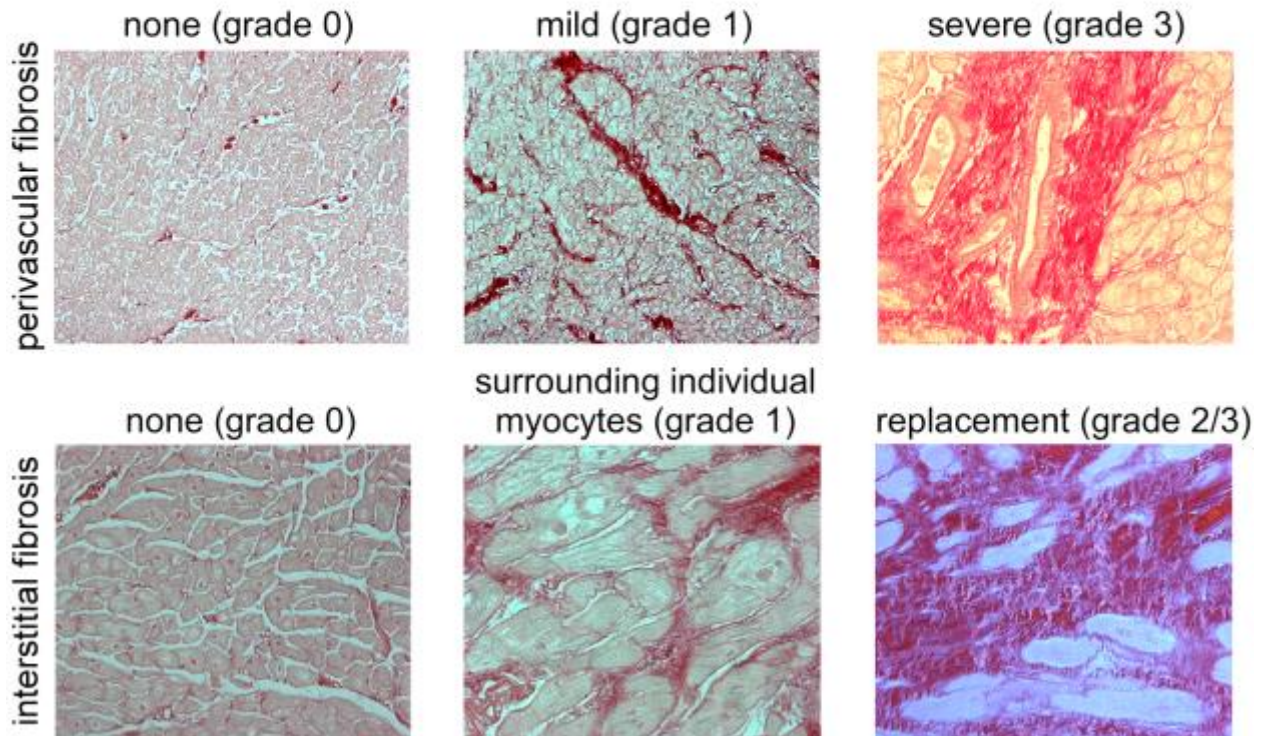 none (grade 0)
mild (grade 1)
severe (grade 3)
perivascular fibrosis
none (grade 0)
surrounding individual
myocytes (grade 1)
replacement (grade 2/3)
interstitial fibrosis